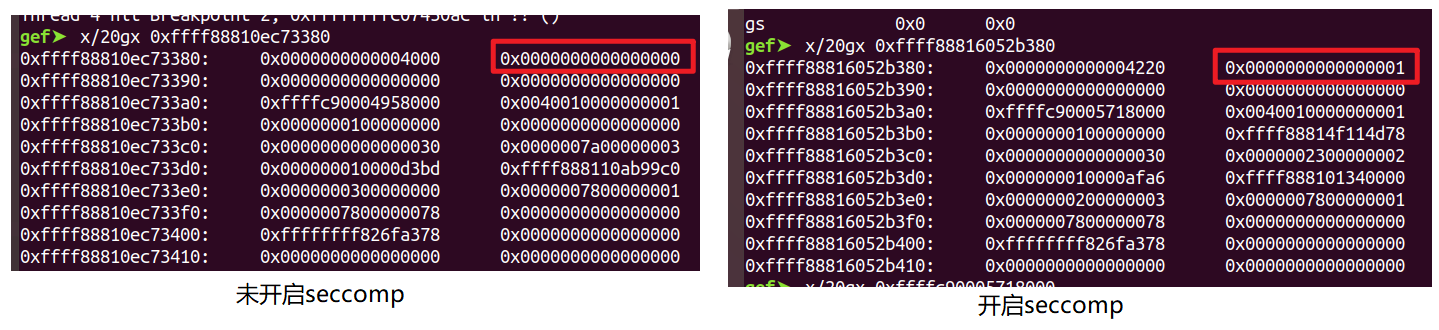 Thread 4 hit Breakpoint 2, 0xffffffffc07430ac in ?? ()
gef➤ x/20gx 0xffff88810ec73380
0xffff88810ec73380: 0x0000000000004000 0x0000000000000000
0xffff88810ec73390: 0x0000000000000000 0x0000000000000000
0xffff88810ec733a0: 0xffffc90004958000 0x0040010000000001
0xffff88810ec733b0: 0x0000000100000000 0x0000000000000000
0xffff88810ec733c0: 0x0000000000000030 0x0000007a00000003
0xffff88810ec733d0: 0x000000010000d3bd 0xffff888110ab99c0
0xffff88810ec733e0: 0x0000000300000000 0x0000007800000001
0xffff88810ec733f0: 0x0000007800000078 0x0000000000000000
0xffff88810ec73400: 0xffffffff826fa378 0x0000000000000000
0xffff88810ec73410: 0x0000000000000000 0x0000000000000000
未开启seccomp
gs 0x0 0x0
gef➤ x/20gx 0xffff88816052b380
0xffff88816052b380: 0x0000000000004220 0x0000000000000001
0xffff88816052b390: 0x0000000000000000 0x0000000000000000
0xffff88816052b3a0: 0xffffc90005718000 0x0040010000000001
0xffff88816052b3b0: 0x0000000100000000 0xffff88814f114d78
0xffff88816052b3c0: 0x0000000000000030 0x0000002300000002
0xffff88816052b3d0: 0x000000010000afa6 0xffff888101340000
0xffff88816052b3e0: 0x0000000200000003 0x0000007800000001
0xffff88816052b3f0: 0x0000007800000078 0x0000000000000000
0xffff88816052b400: 0xffffffff826fa378 0x0000000000000000
0xffff88816052b410: 0x0000000000000000 0x0000000000000000
gef➤ x/20gx 0xffffc90005718000
开启seccomp